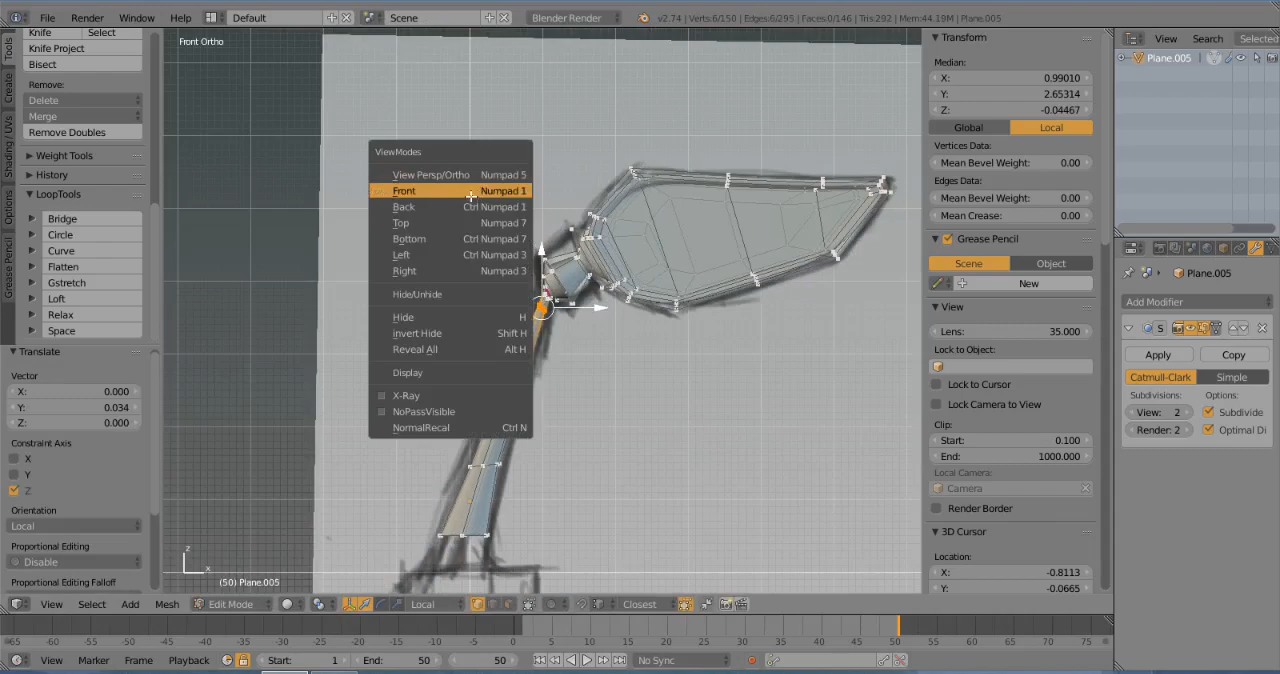 File Render Window Help Default Scene Blender Render v2.74 | Verts:6/150 | Edges:6/295 | Faces:0/146 | Tris:292 | Mem:44.19M | Plane.005
Tools
Create
Shading / UVs
Options
Grease Pencil
Knife Select
Knife Project
Bisect
Remove:
Delete
Merge
Remove Doubles
Weight Tools
History
LoopTools
Bridge
Circle
Curve
Flatten
Gstretch
Loft
Relax
Space
Translate
Vector
X: 0.000
Y: 0.034
Z: 0.000
Constraint Axis
X
Y
Z
Orientation
Local
Proportional Editing
Disable
Proportional Editing Falloff
Front Ortho
ViewModes
View Persp/Ortho Numpad 5
Front Numpad 1
Back Ctrl Numpad 1
Top Numpad 7
Bottom Ctrl Numpad 7
Left Ctrl Numpad 3
Right Numpad 3
Hide/Unhide
Hide H
invert Hide Shift H
Reveal All Alt H
Display
X-Ray
NoPassVisible
NormalRecal Ctrl N
z
x
(50) Plane.005
Transform
Median:
X: 0.99010
Y: 2.65314
Z: -0.04467
Global Local
Vertices Data:
Mean Bevel Weight: 0.00
Edges Data:
Mean Bevel Weight: 0.00
Mean Crease: 0.00
Grease Pencil
Scene Object
New
View
Lens: 35.000
Lock to Object:
Lock to Cursor
Lock Camera to View
Clip:
Start: 0.100
End: 1000.000
Local Camera:
Camera
Render Border
3D Cursor
Location:
X: -0.8113
Y: -0.0665
View Search Selected
Plane.005
Plane.005
Add Modifier
S
Apply Copy
Catmull-Clark Simple
Subdivisions: Options:
View: 2 Subdivide
Render: 2 Optimal Di
View Select Add Mesh Edit Mode Local Closest
-65 -60 -55 -50 -45 -40 -35 -30 -25 -20 -15 -10 -5 0 5 10 15 20 25 30 35 40 45 50 55 60 65 70 75
View Marker Frame Playback Start: 1 End: 50 50 No Sync